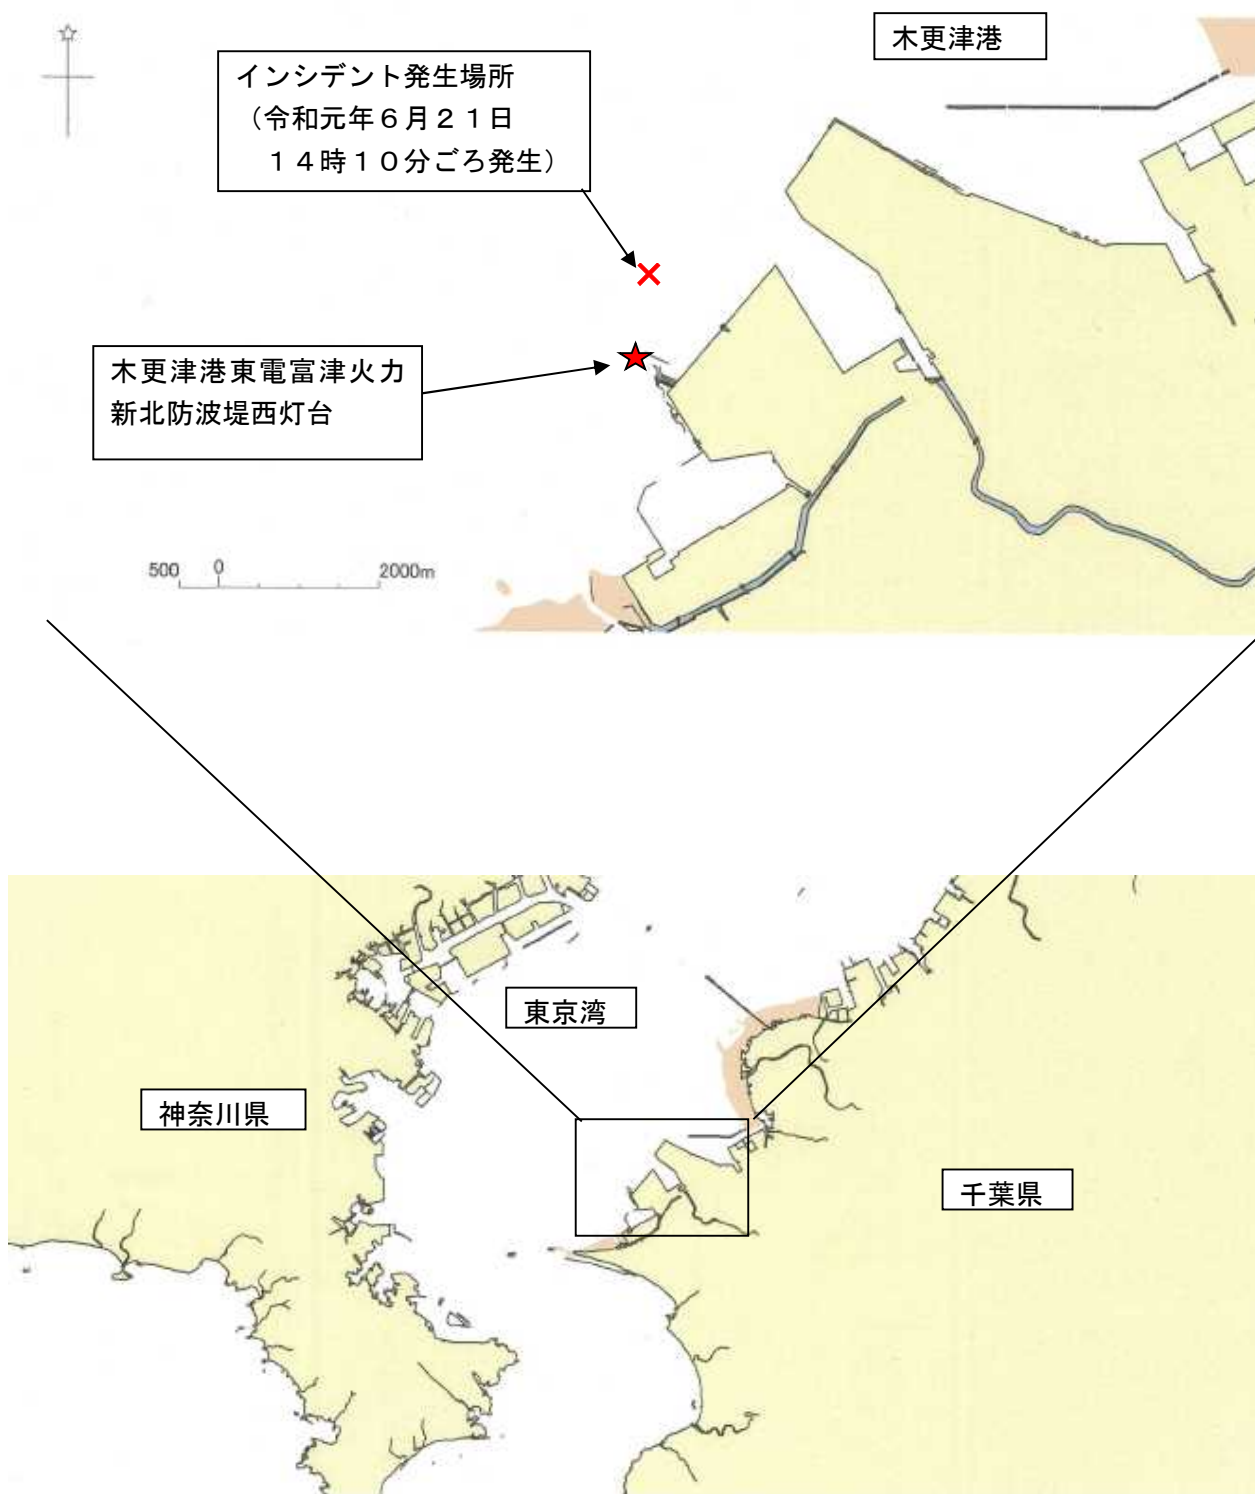 木更津港
インシデント発生場所
（令和元年６月２１日
１４時１０分ごろ発生）
木更津港東電富津火力
新北防波堤西灯台
500 0 2000m
東京湾
神奈川県
千葉県